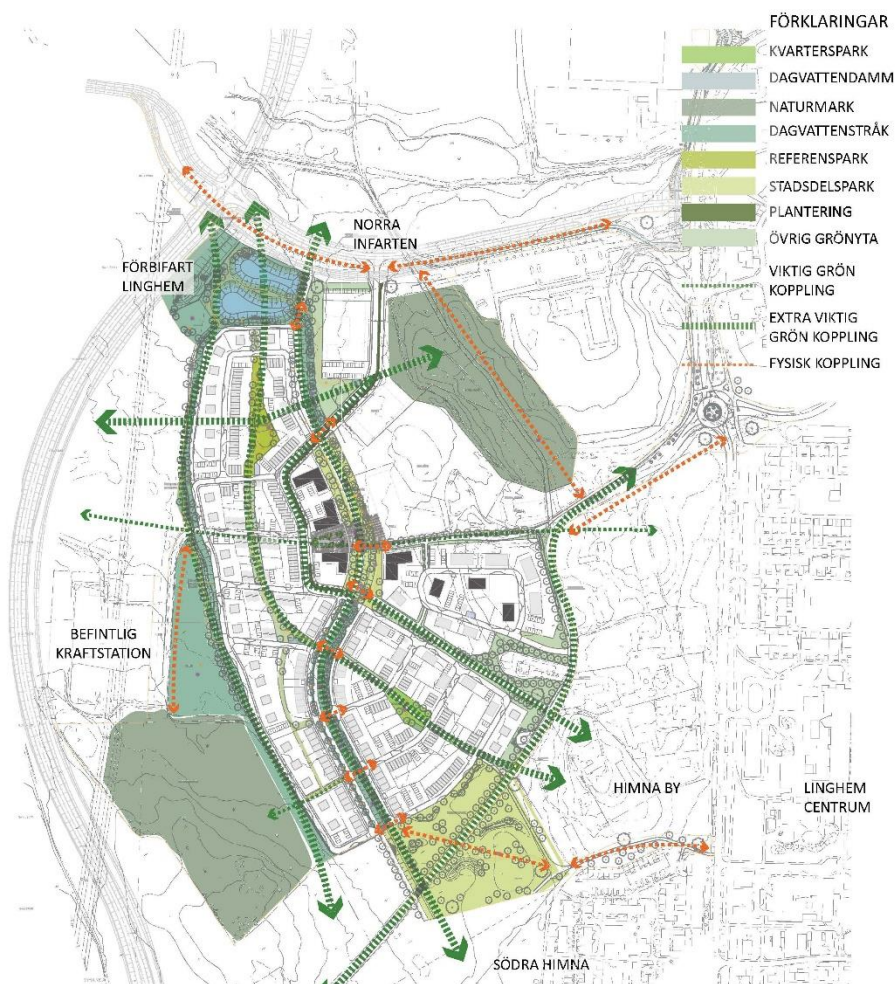 FÖRKLARINGAR
KVARTERSPARK
DAGVATTENDAMM
NATURMARK
DAGVATTENSTRÅK
REFERENSPARK
STADSDELSPARK
PLANTERING
ÖVRIG GRÖNYTA
VIKTIG GRÖN
KOPPLING
EXTRA VIKTIG
GRÖN KOPPLING
FYSISK KOPPLING
NORRA
INFARTEN
FÖRBIFART
LINGHEM
BEFINTLIG
KRAFTSTATION
HIMNA BY
LINGHEM
CENTRUM
SÖDRA HIMNA